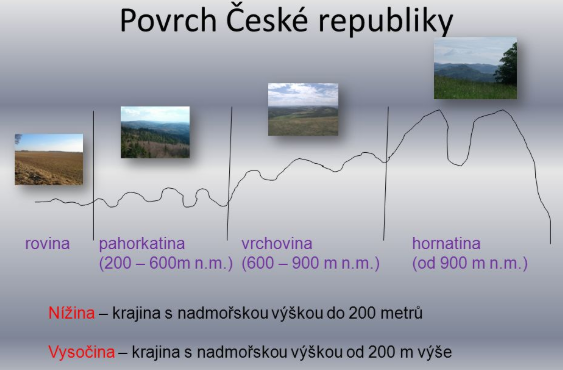 Povrch České republiky
rovina
pahorkatina
(200 – 600m n.m.)
vrchovina
(600 – 900 m n.m.)
hornatina
(od 900 m n.m.)
Nížina – krajina s nadmořskou výškou do 200 metrů
Vysočina – krajina s nadmořskou výškou od 200 m výše